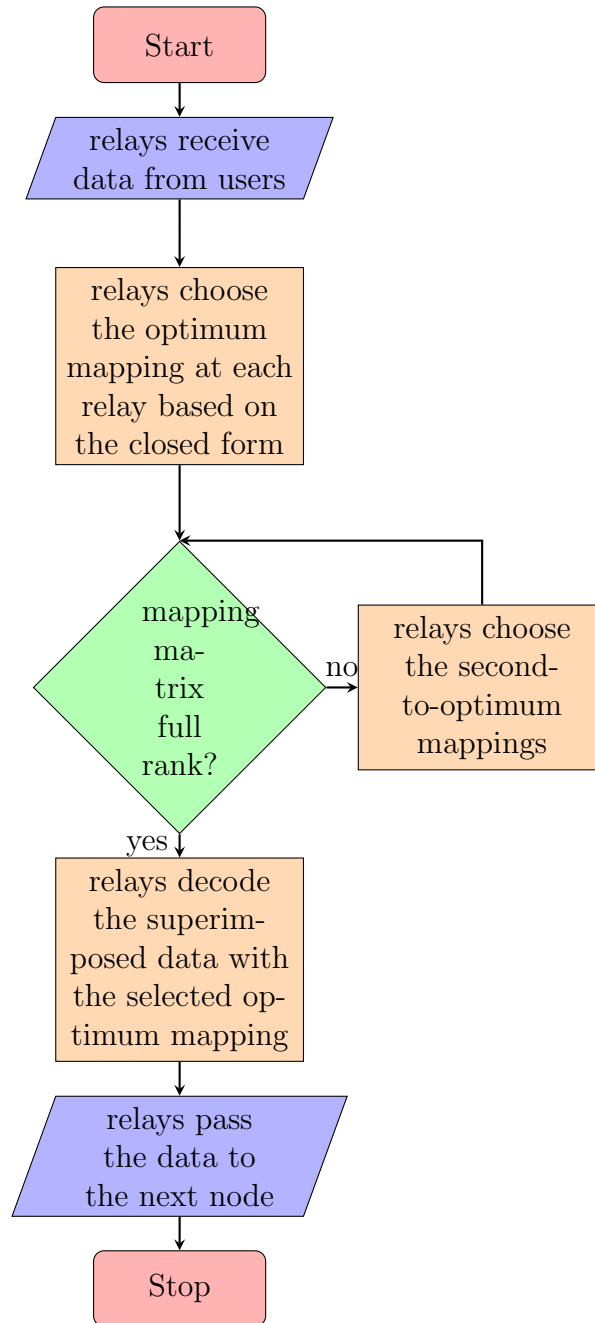 Start
relays receive
data from users
relays choose
the optimum
mapping at each
relay based on
the closed form
mapping
ma-
trix
full
rank?
no
relays choose
the second-
to-optimum
mappings
yes
relays decode
the superim-
posed data with
the selected op-
timum mapping
relays pass
the data to
the next node
Stop